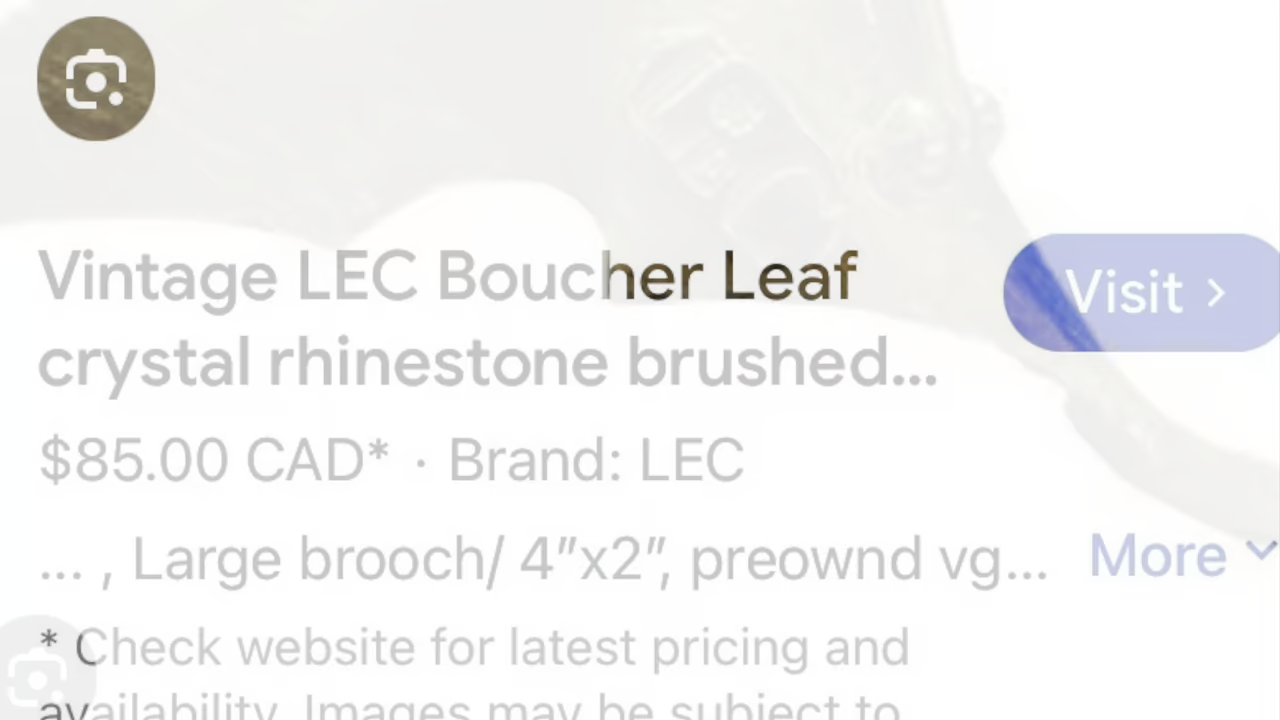 Vintage LEC Boucher Leaf
crystal rhinestone brushed...
Visit
$85.00 CAD* · Brand: LEC
... , Large brooch/ 4”x2”, preownd vg...
More
* Check website for latest pricing and
availability. Images may be subject to